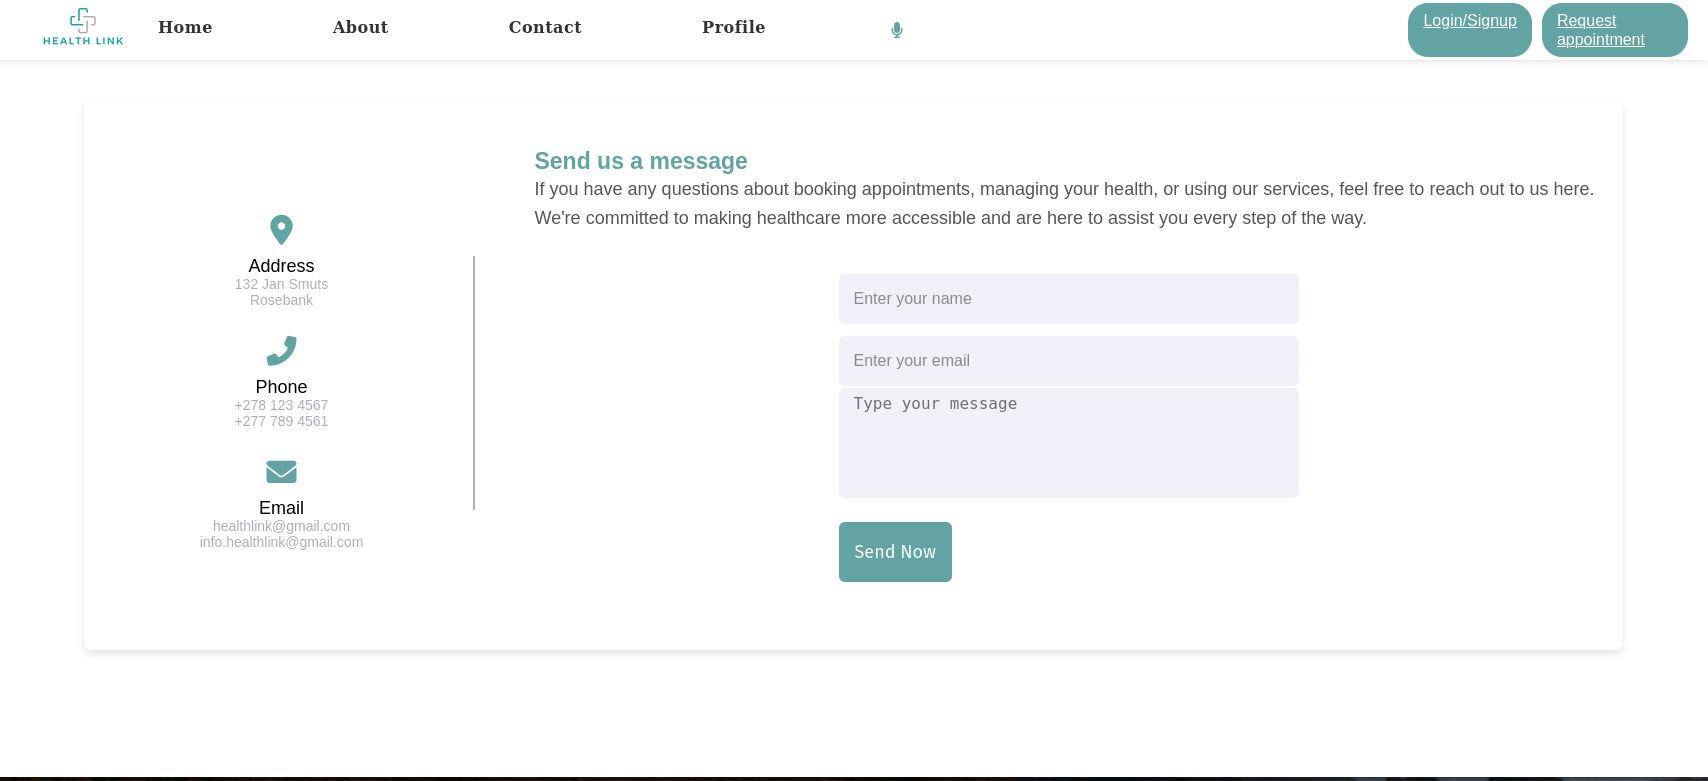 HEALTH LINK
Home
About
Contact
Profile
Login/Signup
Request
appointment
Send us a message
If you have any questions about booking appointments, managing your health, or using our services, feel free to reach out to us here.
We're committed to making healthcare more accessible and are here to assist you every step of the way.
Address
132 Jan Smuts
Rosebank
Phone
+278 123 4567
+277 789 4561
Email
healthlink@gmail.com
info.healthlink@gmail.com
Enter your name
Enter your email
Type your message
Send Now